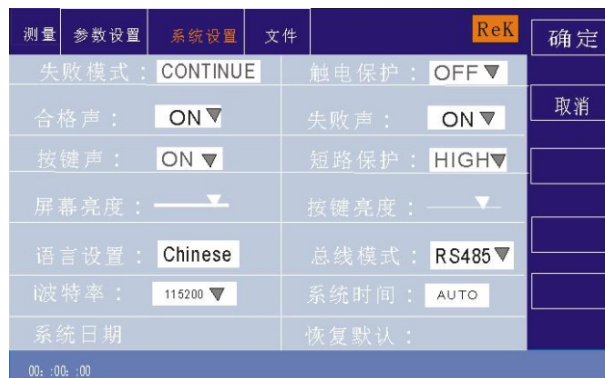 测量 参数设置 系统设置 文件 ReK 确定
失败模式： CONTINUE 触电保护： OFF▼
合格声： ON▼ 失败声： ON▼ 取消
按键声： ON▼ 短路保护： HIGH▼
屏幕亮度： 按键亮度：
语言设置： Chinese 总线模式： RS485▼
波特率： 115200▼ 系统时间： AUTO
系统日期 恢复默认：
00: :00: :00